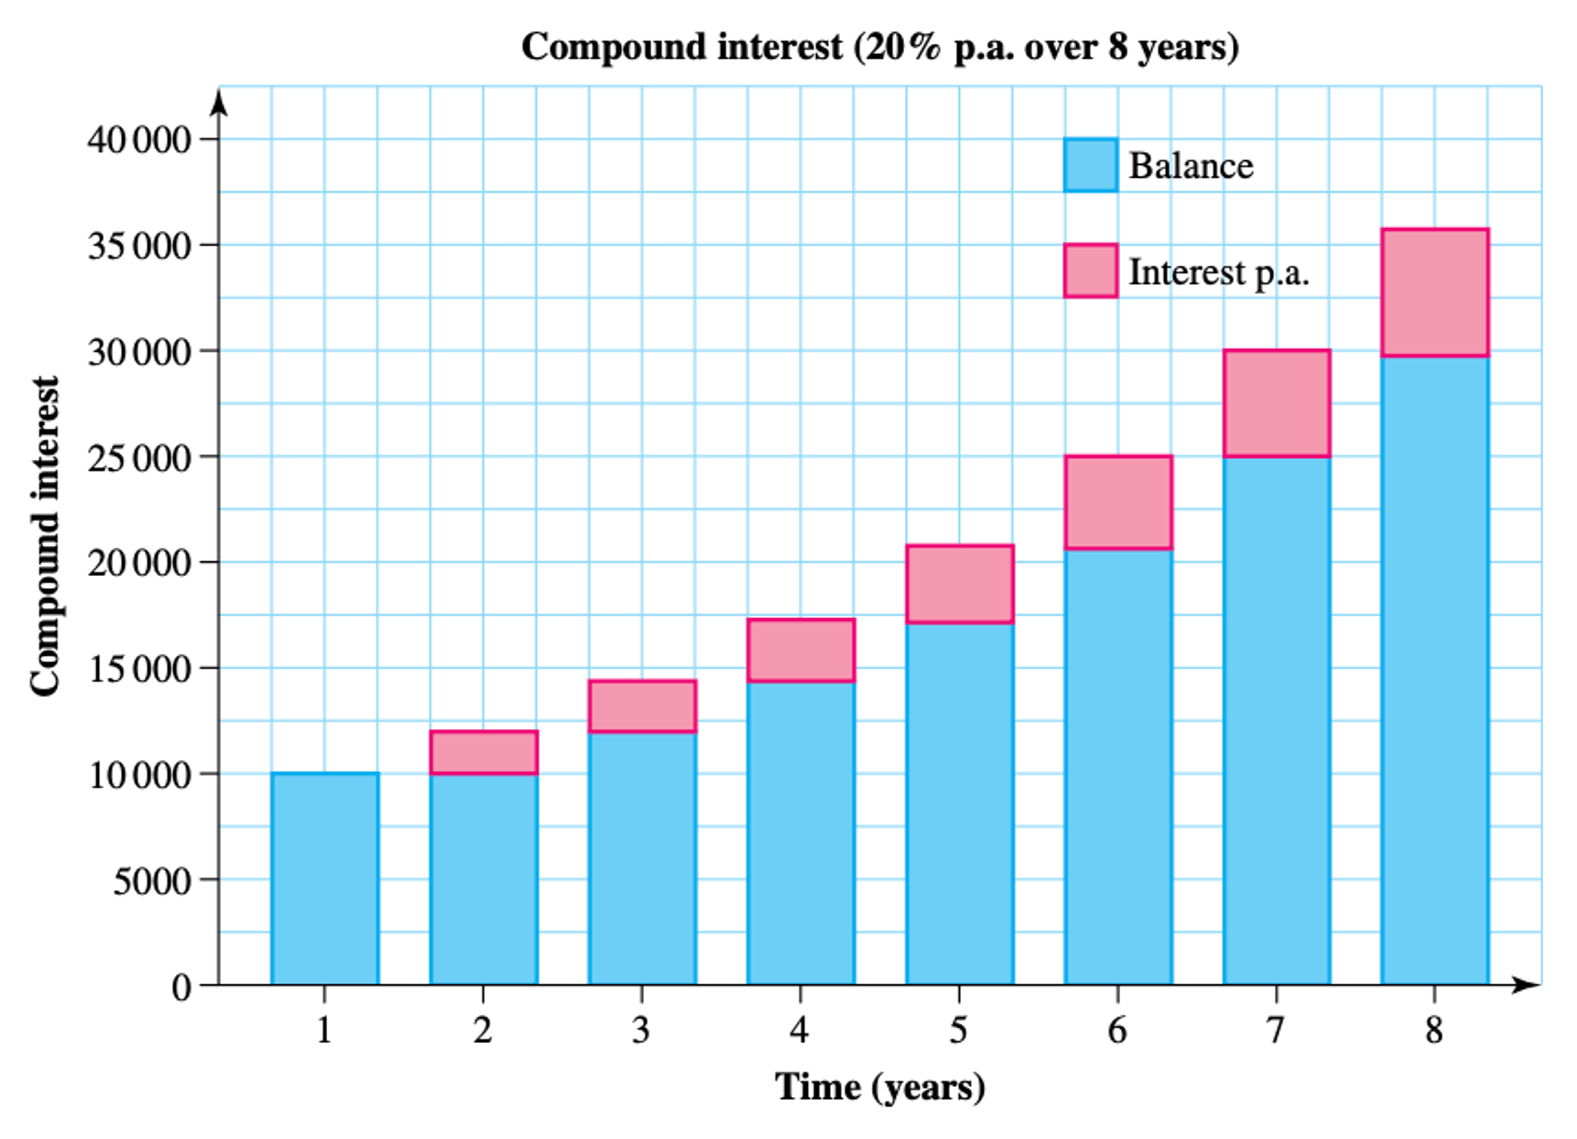 Compound interest (20% p.a. over 8 years)
Compound interest
40 000
35 000
30 000
25 000
20 000
15 000
10 000
5000
0
Balance
Interest p.a.
1 2 3 4 5 6 7 8
Time (years)